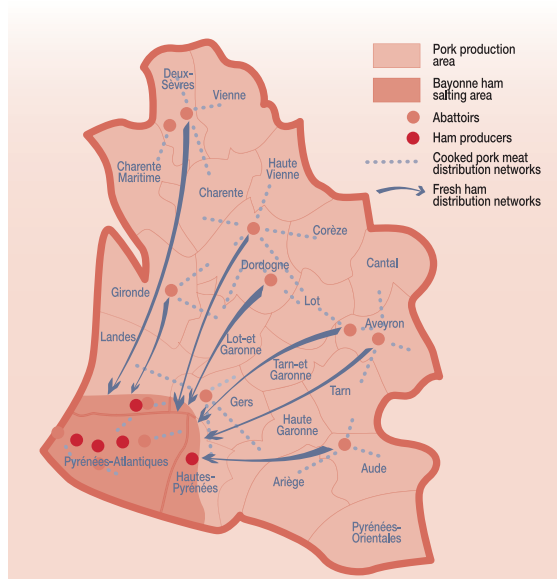 Pork production
area
Bayonne ham
salting area
Abattoirs
Ham producers
Cooked pork meat
distribution networks
Fresh ham
distribution networks
Deux-
Sèvres
Vienne
Charente
Maritime
Charente
Haute
Vienne
Corrèze
Dordogne
Cantal
Gironde
Lot
Aveyron
Landes
Lot-et
Garonne
Tarn-et
Garonne
Tarn
Gers
Haute
Garonne
Pyrénées-Atlantiques
Hautes-
Pyrénées
Ariège
Aude
Pyrénées-
Orientales